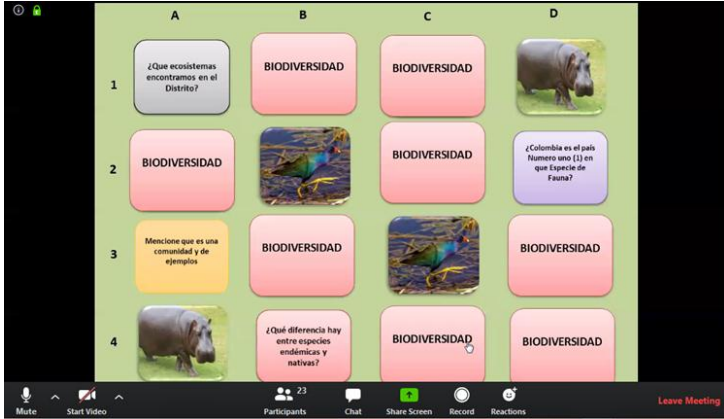 A B C D
1
¿Que ecosistemas
encontramos en el
Distrito?
BIODIVERSIDAD
BIODIVERSIDAD
2
BIODIVERSIDAD
BIODIVERSIDAD
¿Colombia es el país
Numero uno (1) en
que Especie de
Fauna?
3
Mencione que es una
comunidad y de
ejemplos
BIODIVERSIDAD
BIODIVERSIDAD
4
¿Qué diferencia hay
entre especies
endémicas y
nativas?
BIODIVERSIDAD
BIODIVERSIDAD
23
Mute
Start Video
Participants
Chat
Share Screen
Record
Reactions
Leave Meeting